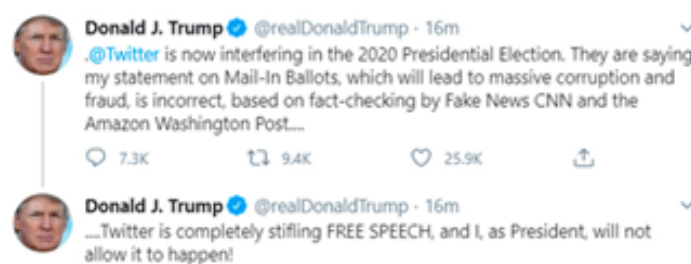 Donald J. Trump @realDonaldTrump · 16m
.@Twitter is now interfering in the 2020 Presidential Election. They are saying
my statement on Mail-In Ballots, which will lead to massive corruption and
fraud, is incorrect, based on fact-checking by Fake News CNN and the
Amazon Washington Post....
7.3K 9.4K 25.9K
Donald J. Trump @realDonaldTrump · 16m
....Twitter is completely stifling FREE SPEECH, and I, as President, will not
allow it to happen!